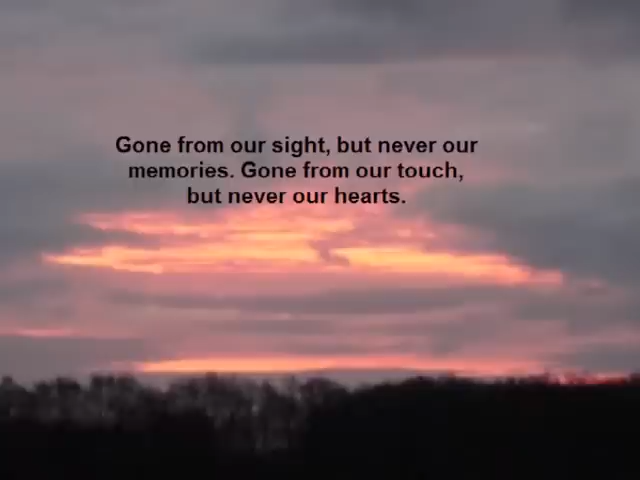 Gone from our sight, but never our
memories. Gone from our touch,
but never our hearts.